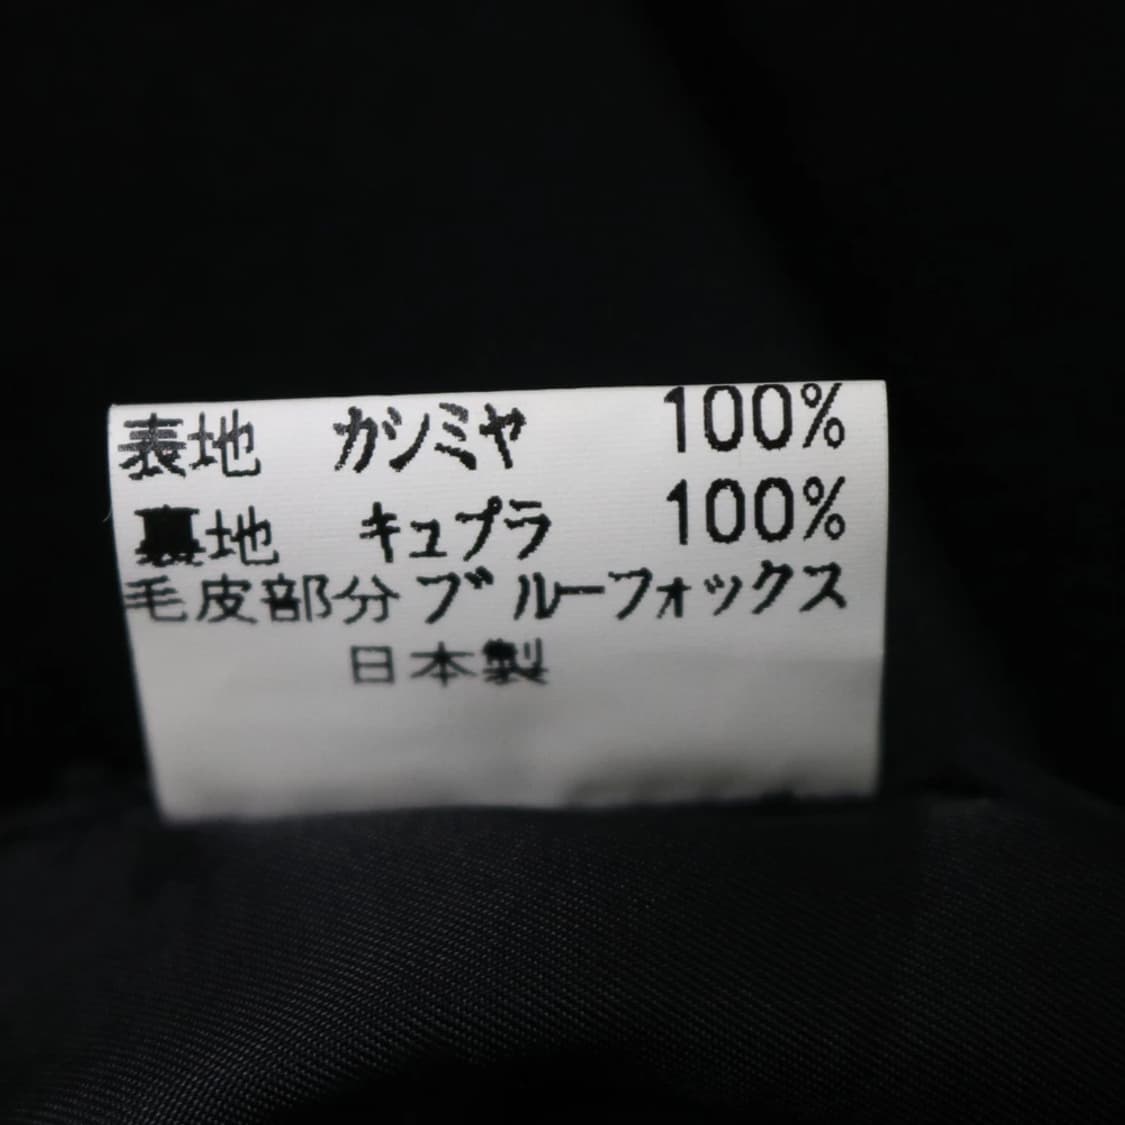 表地 カシミヤ 100%
裏地 キュプラ 100%
毛皮部分 ブルーフォックス
日本製